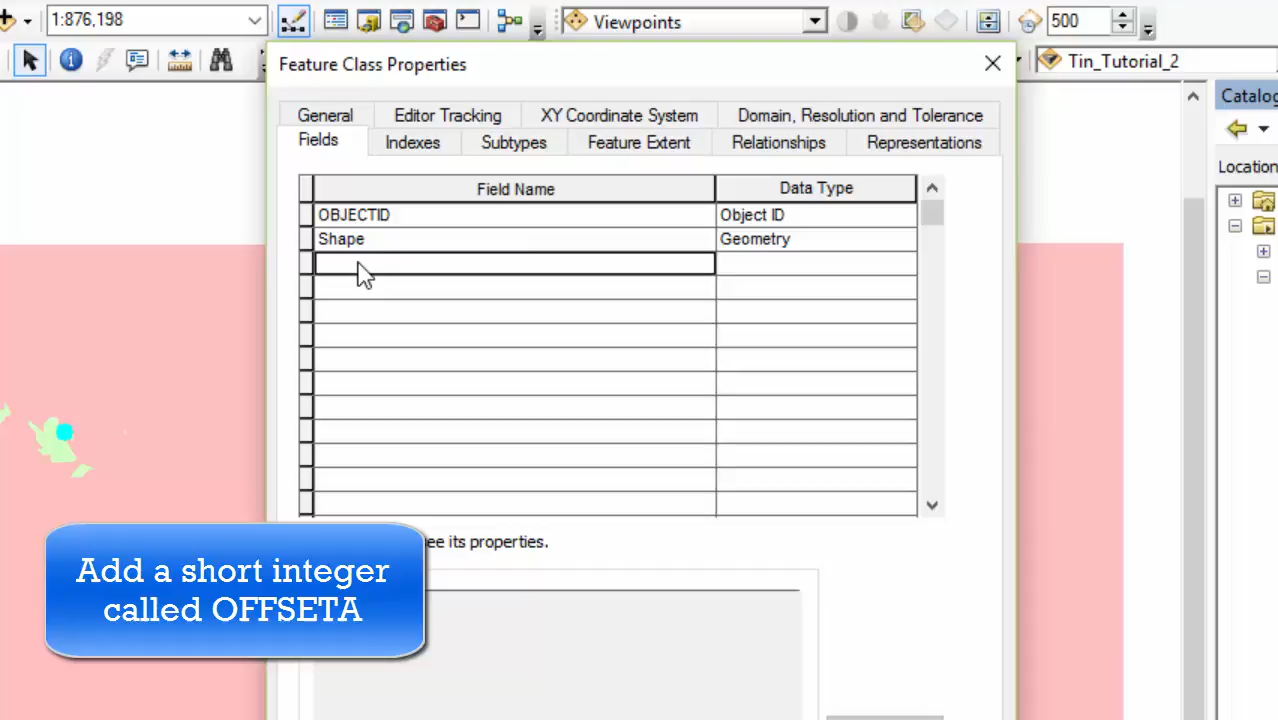 1:876,198
Viewpoints
500
Tin_Tutorial_2
Feature Class Properties
Catalog
General Editor Tracking XY Coordinate System Domain, Resolution and Tolerance
Fields Indexes Subtypes Feature Extent Relationships Representations
Location
Field Name Data Type
OBJECTID Object ID
Shape Geometry
see its properties.
Add a short integer
called OFFSETA